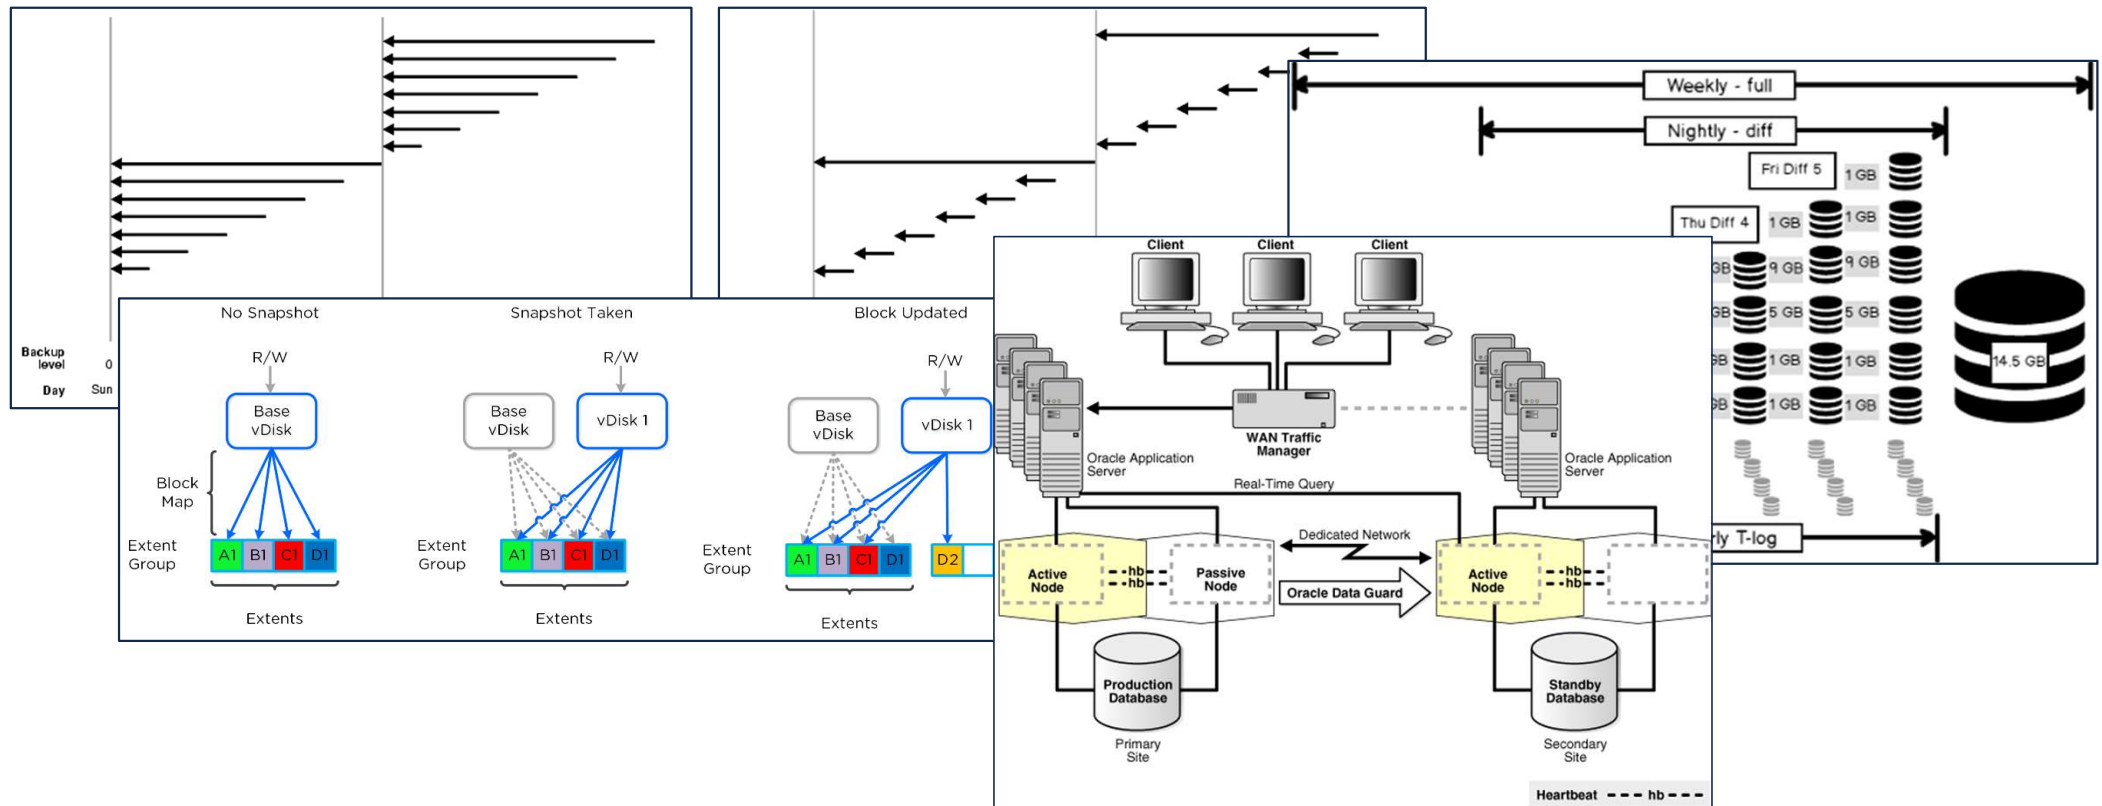 Backup
level
0
Day
Sun
Weekly - full
Nightly - diff
Fri Diff 5
1 GB
Thu Diff 4
1 GB
1 GB
GB
9 GB
9 GB
GB
5 GB
5 GB
GB
1 GB
1 GB
GB
1 GB
1 GB
14.5 GB
rly T-log
No Snapshot
Snapshot Taken
Block Updated
R/W
R/W
R/W
Base
vDisk
Base
vDisk
vDisk 1
Base
vDisk
vDisk 1
Block
Map
Extent
Group
A1 B1 C1 D1
Extents
Extent
Group
A1 B1 C1 D1
Extents
Extent
Group
A1 B1 C1 D1
D2
Extents
Client
Client
Client
WAN Traffic
Manager
Oracle Application
Server
Oracle Application
Server
Real-Time Query
Dedicated Network
Oracle Data Guard
Active
Node
hb
hb
Passive
Node
Active
Node
hb
hb
Production
Database
Standby
Database
Primary
Site
Secondary
Site
Heartbeat --- hb ---